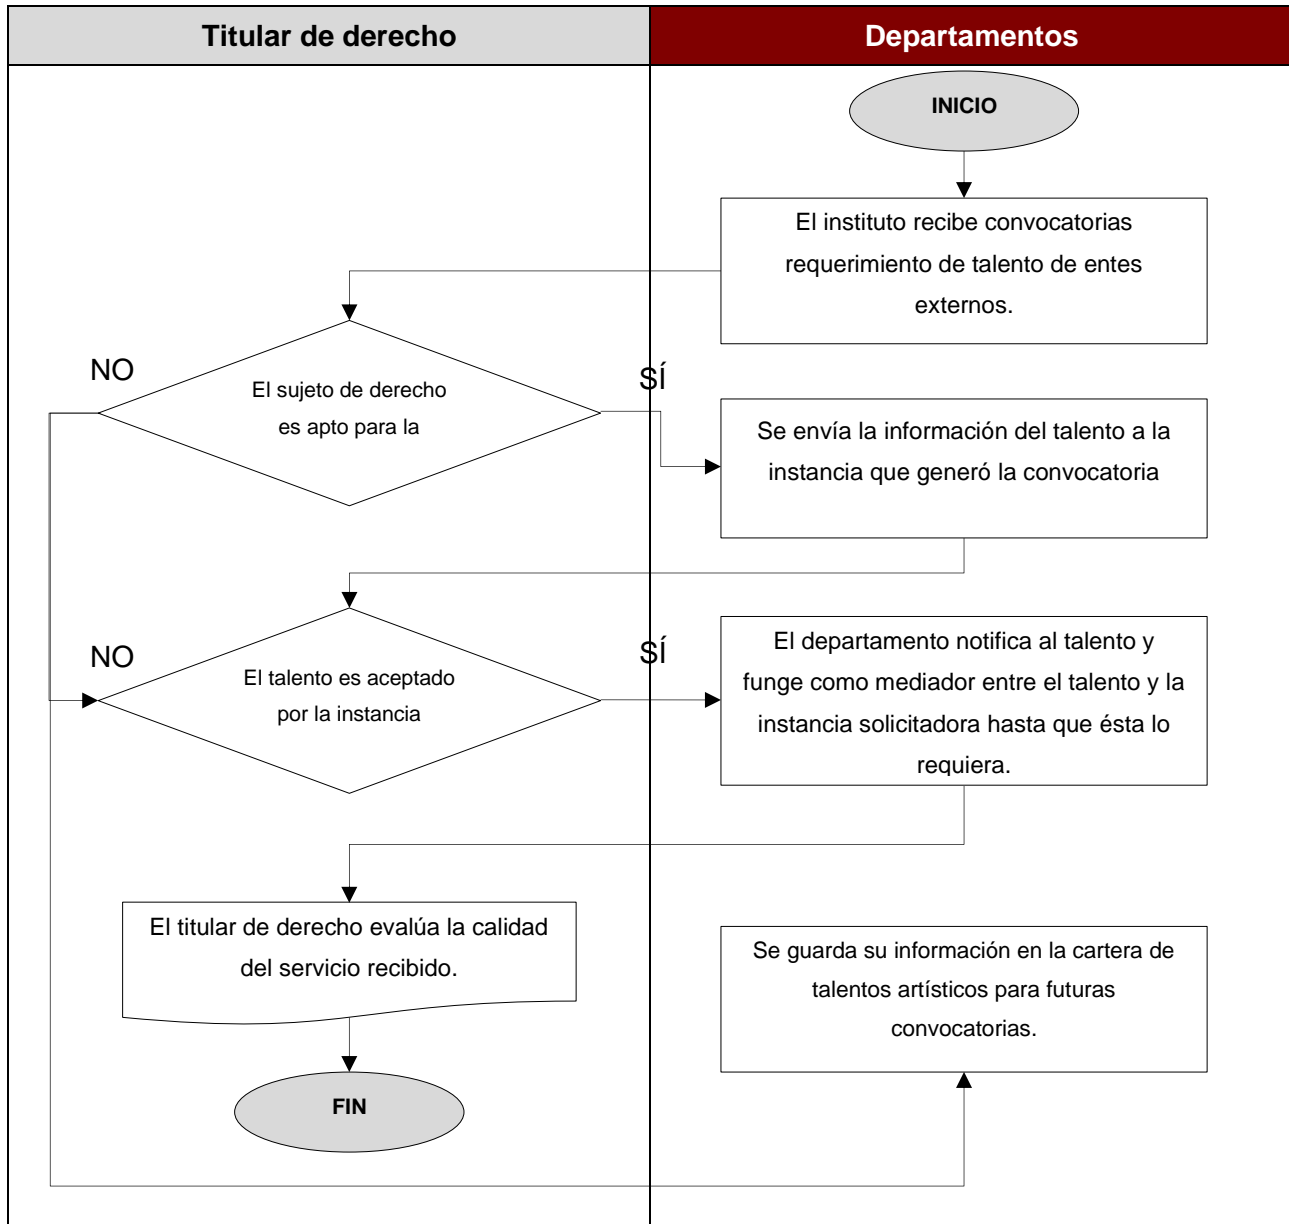 Titular de derecho
Departamentos
INICIO
El instituto recibe convocatorias
requerimiento de talento de entes
externos.
NO
El sujeto de derecho
es apto para la
SÍ
Se envía la información del talento a la
instancia que generó la convocatoria
NO
El talento es aceptado
por la instancia
SÍ
El departamento notifica al talento y
funge como mediador entre el talento y la
instancia solicitadora hasta que ésta lo
requiera.
El titular de derecho evalúa la calidad
del servicio recibido.
Se guarda su información en la cartera de
talentos artísticos para futuras
convocatorias.
FIN